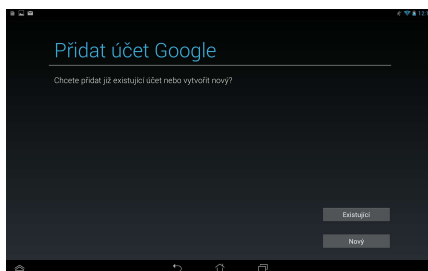 Přidat účet Google
Chcete přidat již existující účet nebo vytvořit nový?
Existující
Nový